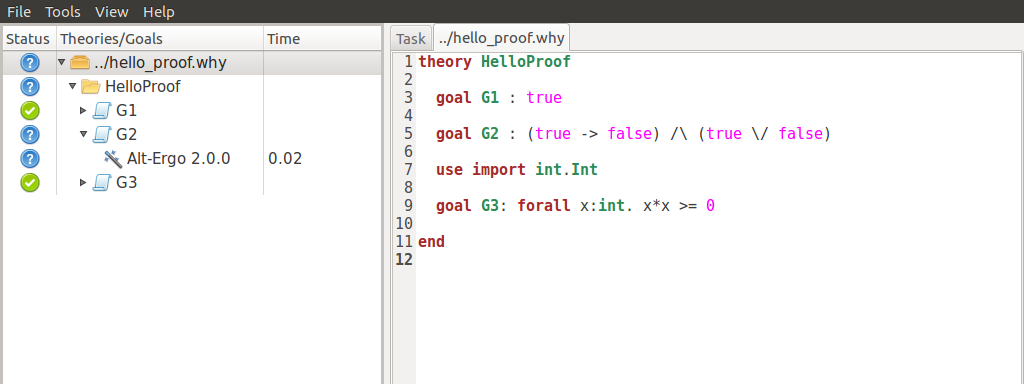 File Tools View Help
Status Theories/Goals Time
../hello_proof.why
HelloProof
G1
G2
Alt-Ergo 2.0.0 0.02
G3
Task ../hello_proof.why
1 theory HelloProof
2
3 goal G1 : true
4
5 goal G2 : (true -> false) /\ (true \/ false)
6
7 use import int.Int
8
9 goal G3: forall x:int. x*x >= 0
10
11 end
12